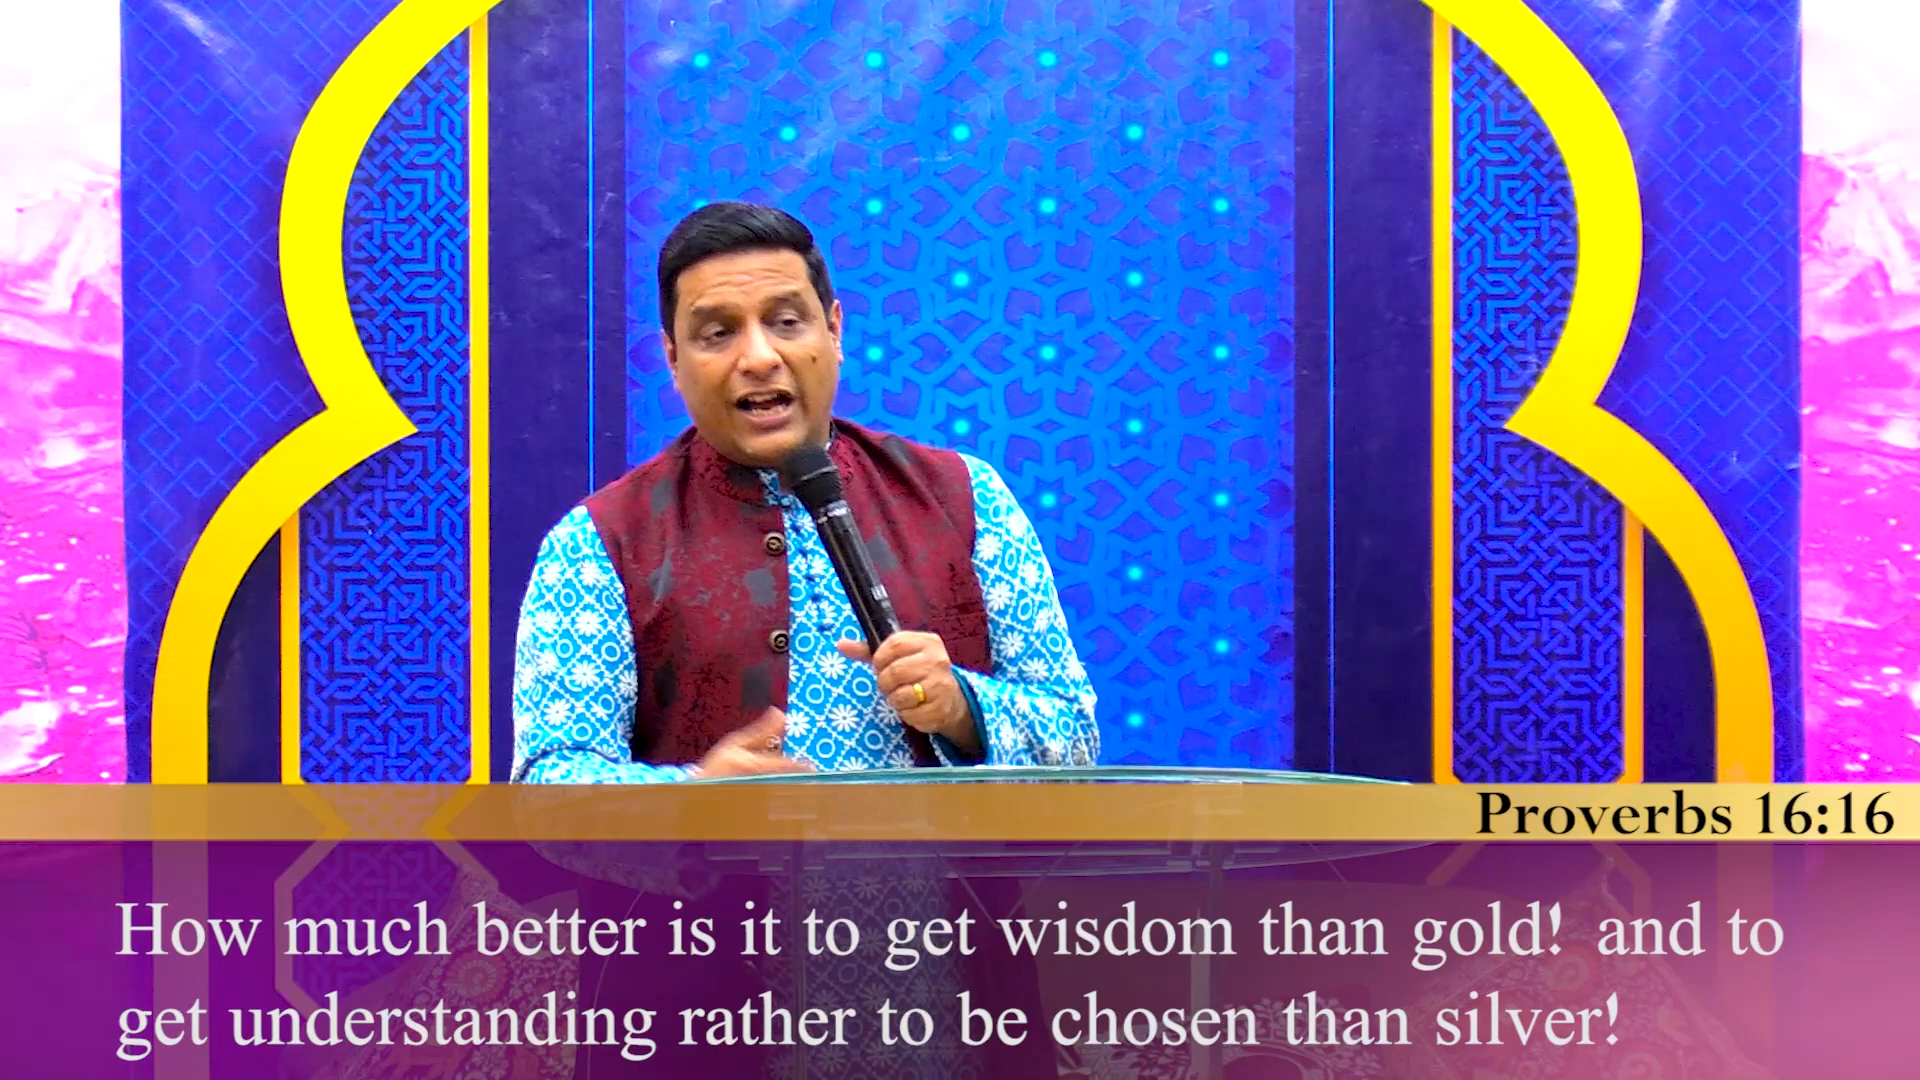 Proverbs 16:16
How much better is it to get wisdom than gold! and to
get understanding rather to be chosen than silver!